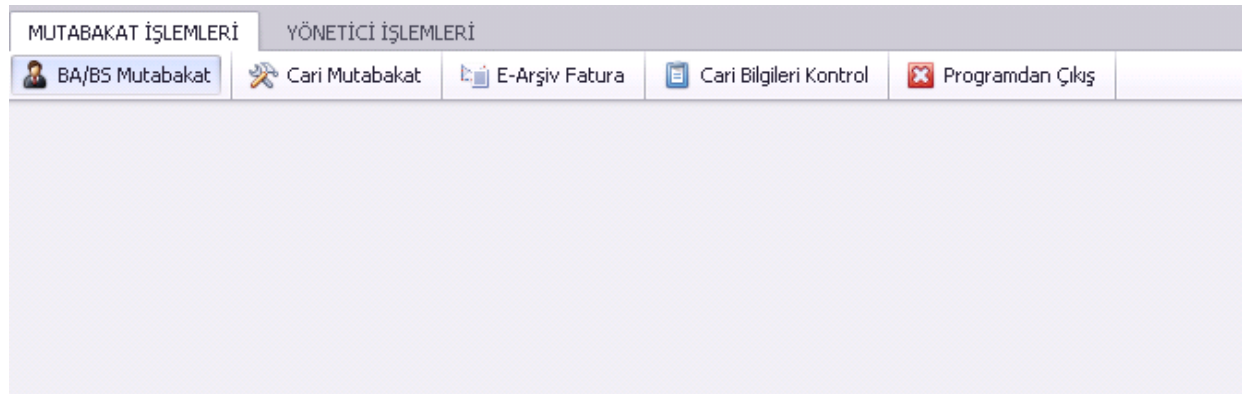 MUTABAKAT İŞLEMLERİ YÖNETİCİ İŞLEMLERİ
BA/BS Mutabakat Cari Mutabakat E-Arşiv Fatura Cari Bilgileri Kontrol Programdan Çıkış